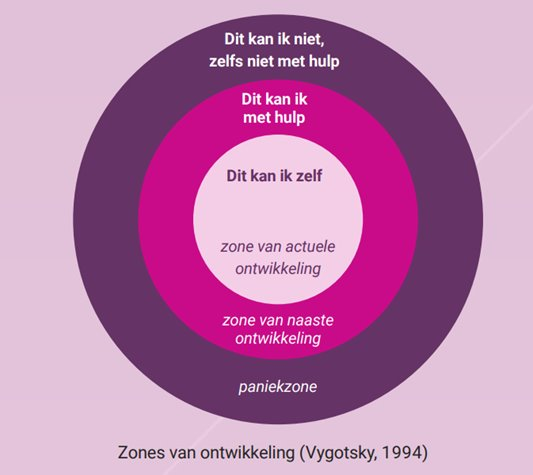 Dit kan ik niet,
zelfs niet met hulp
Dit kan ik
met hulp
Dit kan ik zelf
zone van actuele
ontwikkeling
zone van naaste
ontwikkeling
paniekzone
Zones van ontwikkeling (Vygotsky, 1994)